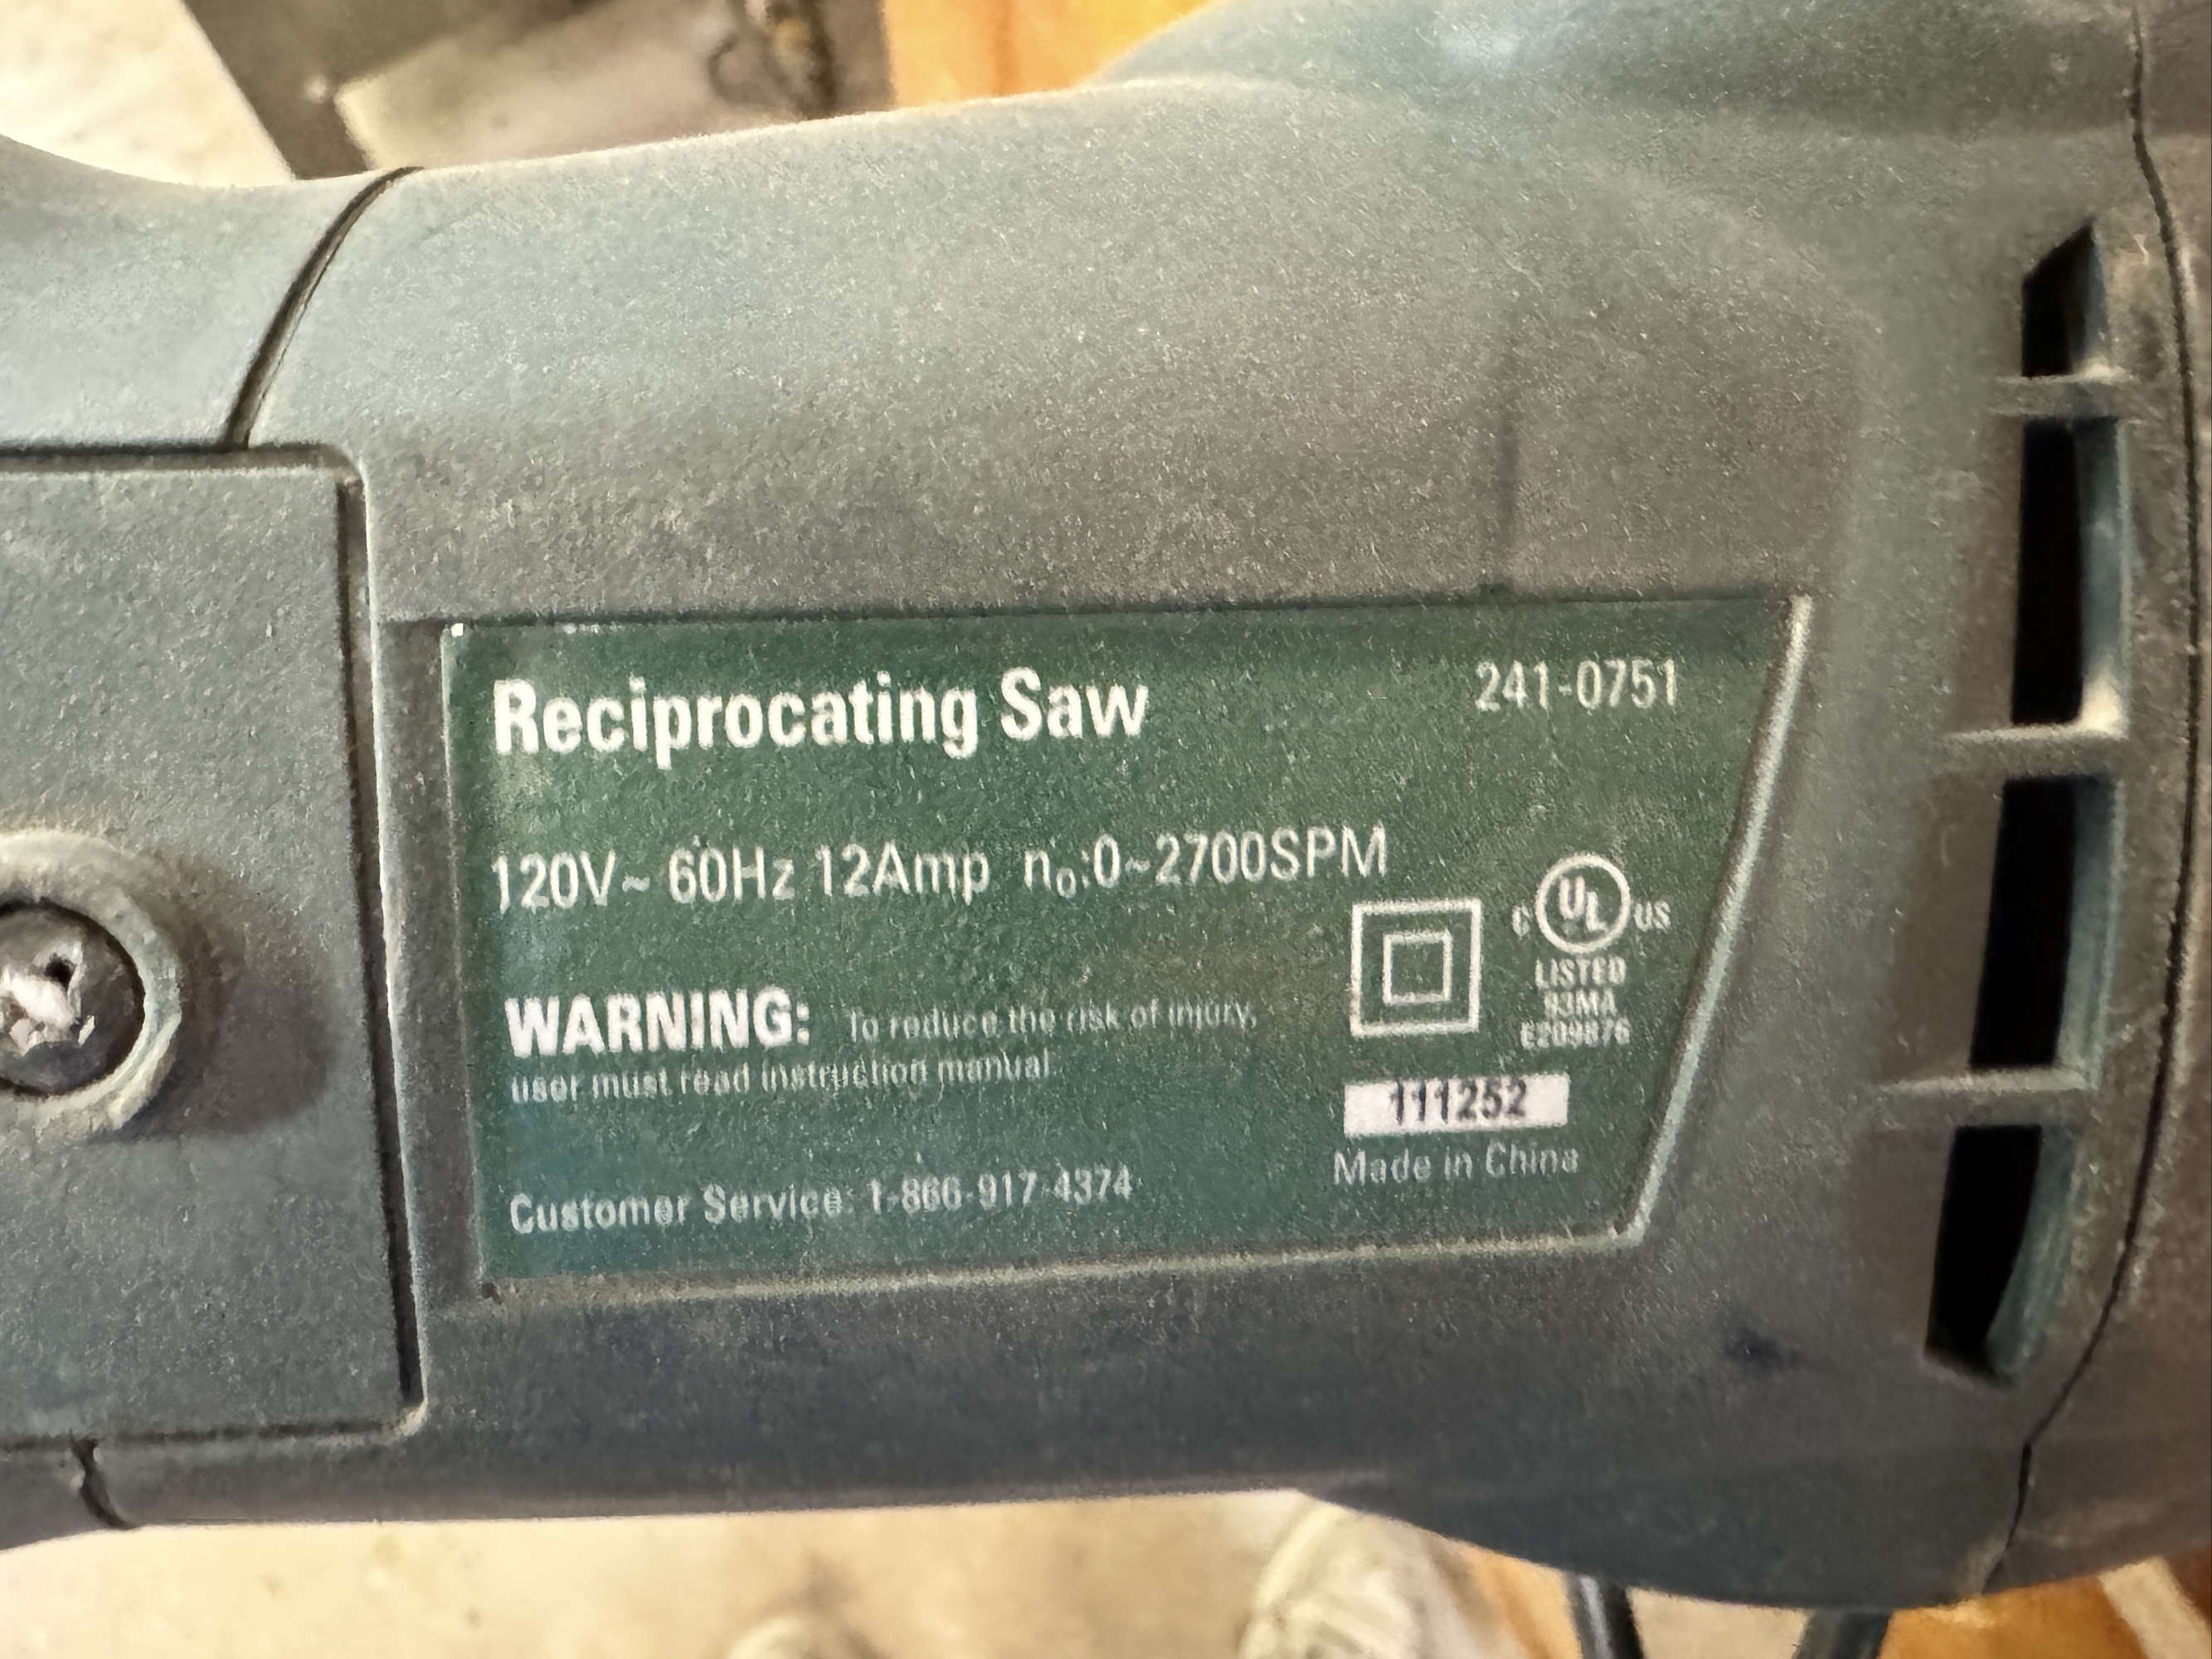 Reciprocating Saw
241-0751
120V~ 60Hz 12Amp n₀:0~2700SPM
C UL US
LISTED
93MA
E209876
WARNING: To reduce the risk of injury,
user must read instruction manual.
111252
Made in China
Customer Service: 1-866-917-4374